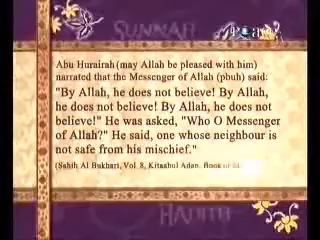 SUNNAH
Abu Hurairah(may Allah be pleased with him)
narrated that the Messenger of Allah (pbuh) said:
"By Allah, he does not believe! By Allah,
he does not believe! By Allah, he does not
believe!" He was asked, "Who O Messenger
of Allah?" He said, one whose neighbour is
not safe from his mischief."
(Sahih Al Bukhari, Vol. 8, Kitaabul Adab, Book of
HADITH